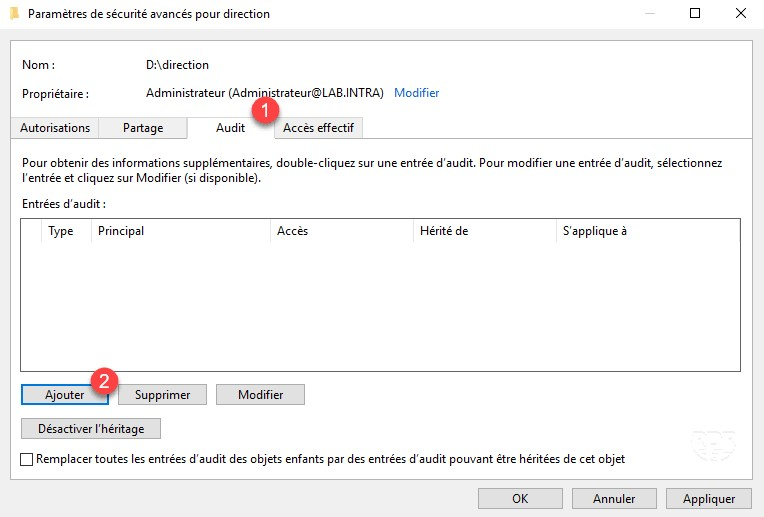 Paramètres de sécurité avancés pour direction
Nom : D:\direction
Propriétaire : Administrateur (Administrateur@LAB.INTRA) Modifier
1
Autorisations Partage Audit Accès effectif
Pour obtenir des informations supplémentaires, double-cliquez sur une entrée d'audit. Pour modifier une entrée d'audit, sélectionnez
l'entrée et cliquez sur Modifier (si disponible).
Entrées d'audit :
Type Principal Accès Hérité de S'applique à
2
Ajouter Supprimer Modifier
Désactiver l'héritage
Remplacer toutes les entrées d'audit des objets enfants par des entrées d'audit pouvant être héritées de cet objet
OK Annuler Appliquer